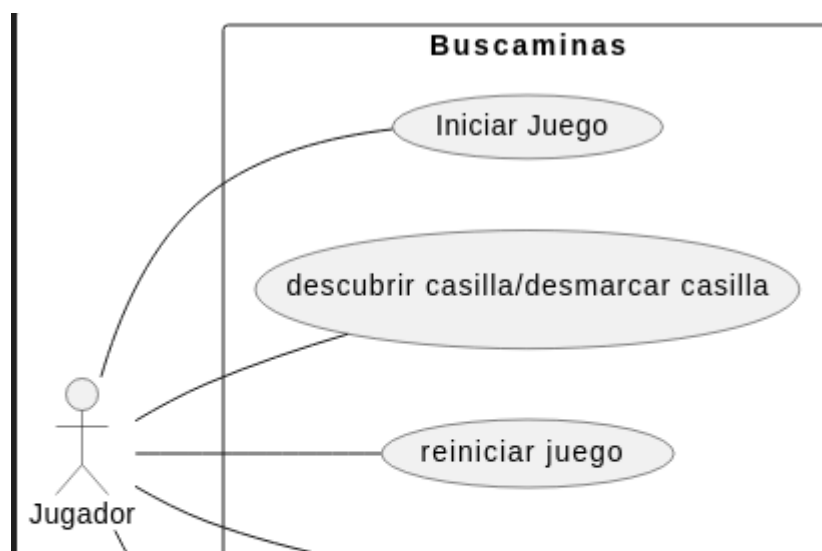 Buscaminas
Iniciar Juego
descubrir casilla/desmarcar casilla
reiniciar juego
Jugador